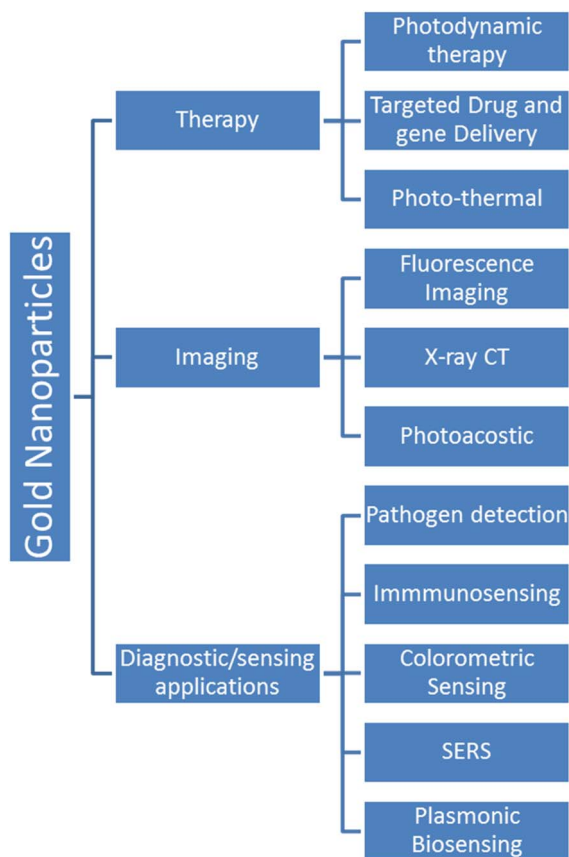 Gold Nanoparticles
Therapy
Photodynamic
therapy
Targeted Drug and
gene Delivery
Photo-thermal
Imaging
Fluorescence
Imaging
X-ray CT
Photoacostic
Diagnostic/sensing
applications
Pathogen detection
Immmunosensing
Colorometric
Sensing
SERS
Plasmonic
Biosensing